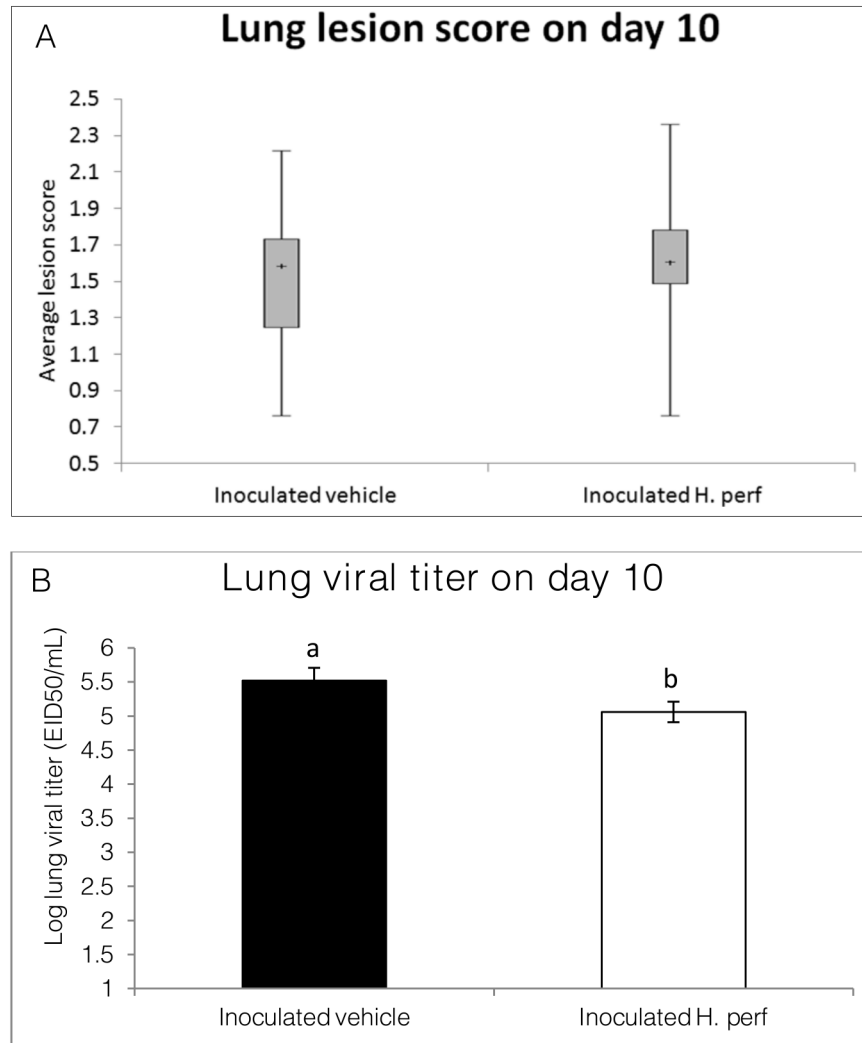 A
Lung lesion score on day 10
Average lesion score
2.5
2.3
2.1
1.9
1.7
1.5
1.3
1.1
0.9
0.7
0.5
Inoculated vehicle
Inoculated H. perf
B
Lung viral titer on day 10
Log lung viral titer (EID50/mL)
6
5.5
5
4.5
4
3.5
3
2.5
2
1.5
1
a
b
Inoculated vehicle
Inoculated H. perf